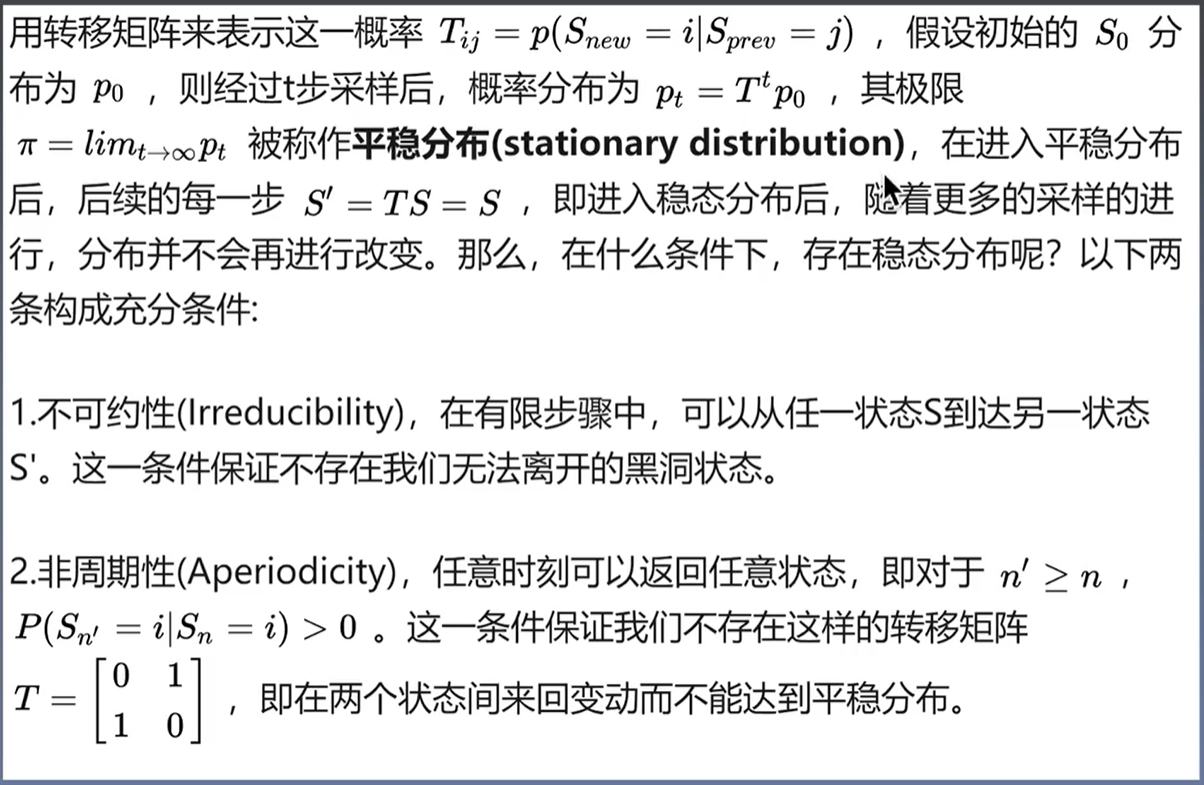 用转移矩阵来表示这一概率 T_{ij} = p(S_{new} = i|S_{prev} = j) ，假设初始的 S_0 分
布为 p_0 ，则经过t步采样后，概率分布为 p_t = T^t p_0 ，其极限
π = lim_{t→∞} p_t 被称作平稳分布(stationary distribution)，在进入平稳分布
后，后续的每一步 S' = TS = S ，即进入稳态分布后，随着更多的采样的进
行，分布并不会再进行改变。那么，在什么条件下，存在稳态分布呢？以下两
条构成充分条件:
1.不可约性(Irreducibility)，在有限步骤中，可以从任一状态S到达另一状态
S'。这一条件保证不存在我们无法离开的黑洞状态。
2.非周期性(Aperiodicity)，任意时刻可以返回任意状态，即对于 n' ≥ n ，
P(S_{n'} = i|S_n = i) > 0 。这一条件保证我们不存在这样的转移矩阵
T = [0 1; 1 0] ，即在两个状态间来回变动而不能达到平稳分布。